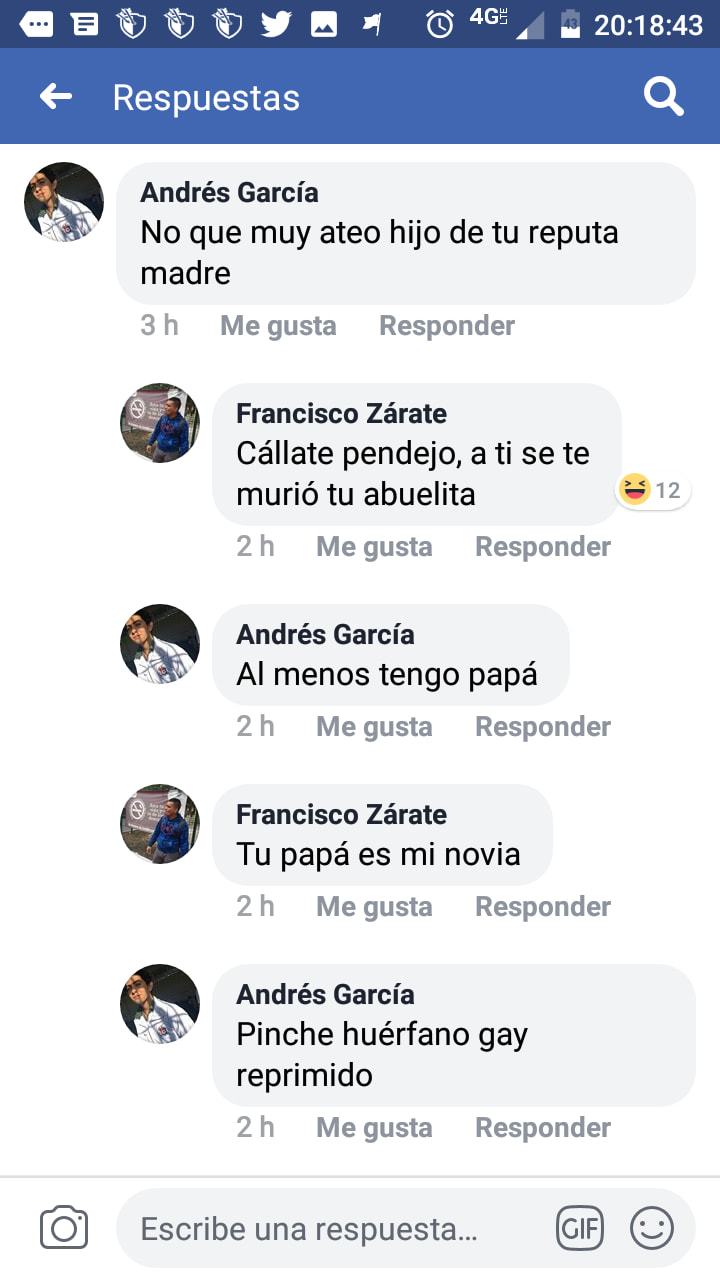 4G LTE 43 20:18:43
Respuestas
Andrés García
No que muy ateo hijo de tu reputa
madre
3 h Me gusta Responder
Francisco Zárate
Cállate pendejo, a ti se te
murió tu abuelita
12
2 h Me gusta Responder
Andrés García
Al menos tengo papá
2 h Me gusta Responder
Francisco Zárate
Tu papá es mi novia
2 h Me gusta Responder
Andrés García
Pinche huérfano gay
reprimido
2 h Me gusta Responder
Escribe una respuesta... GIF